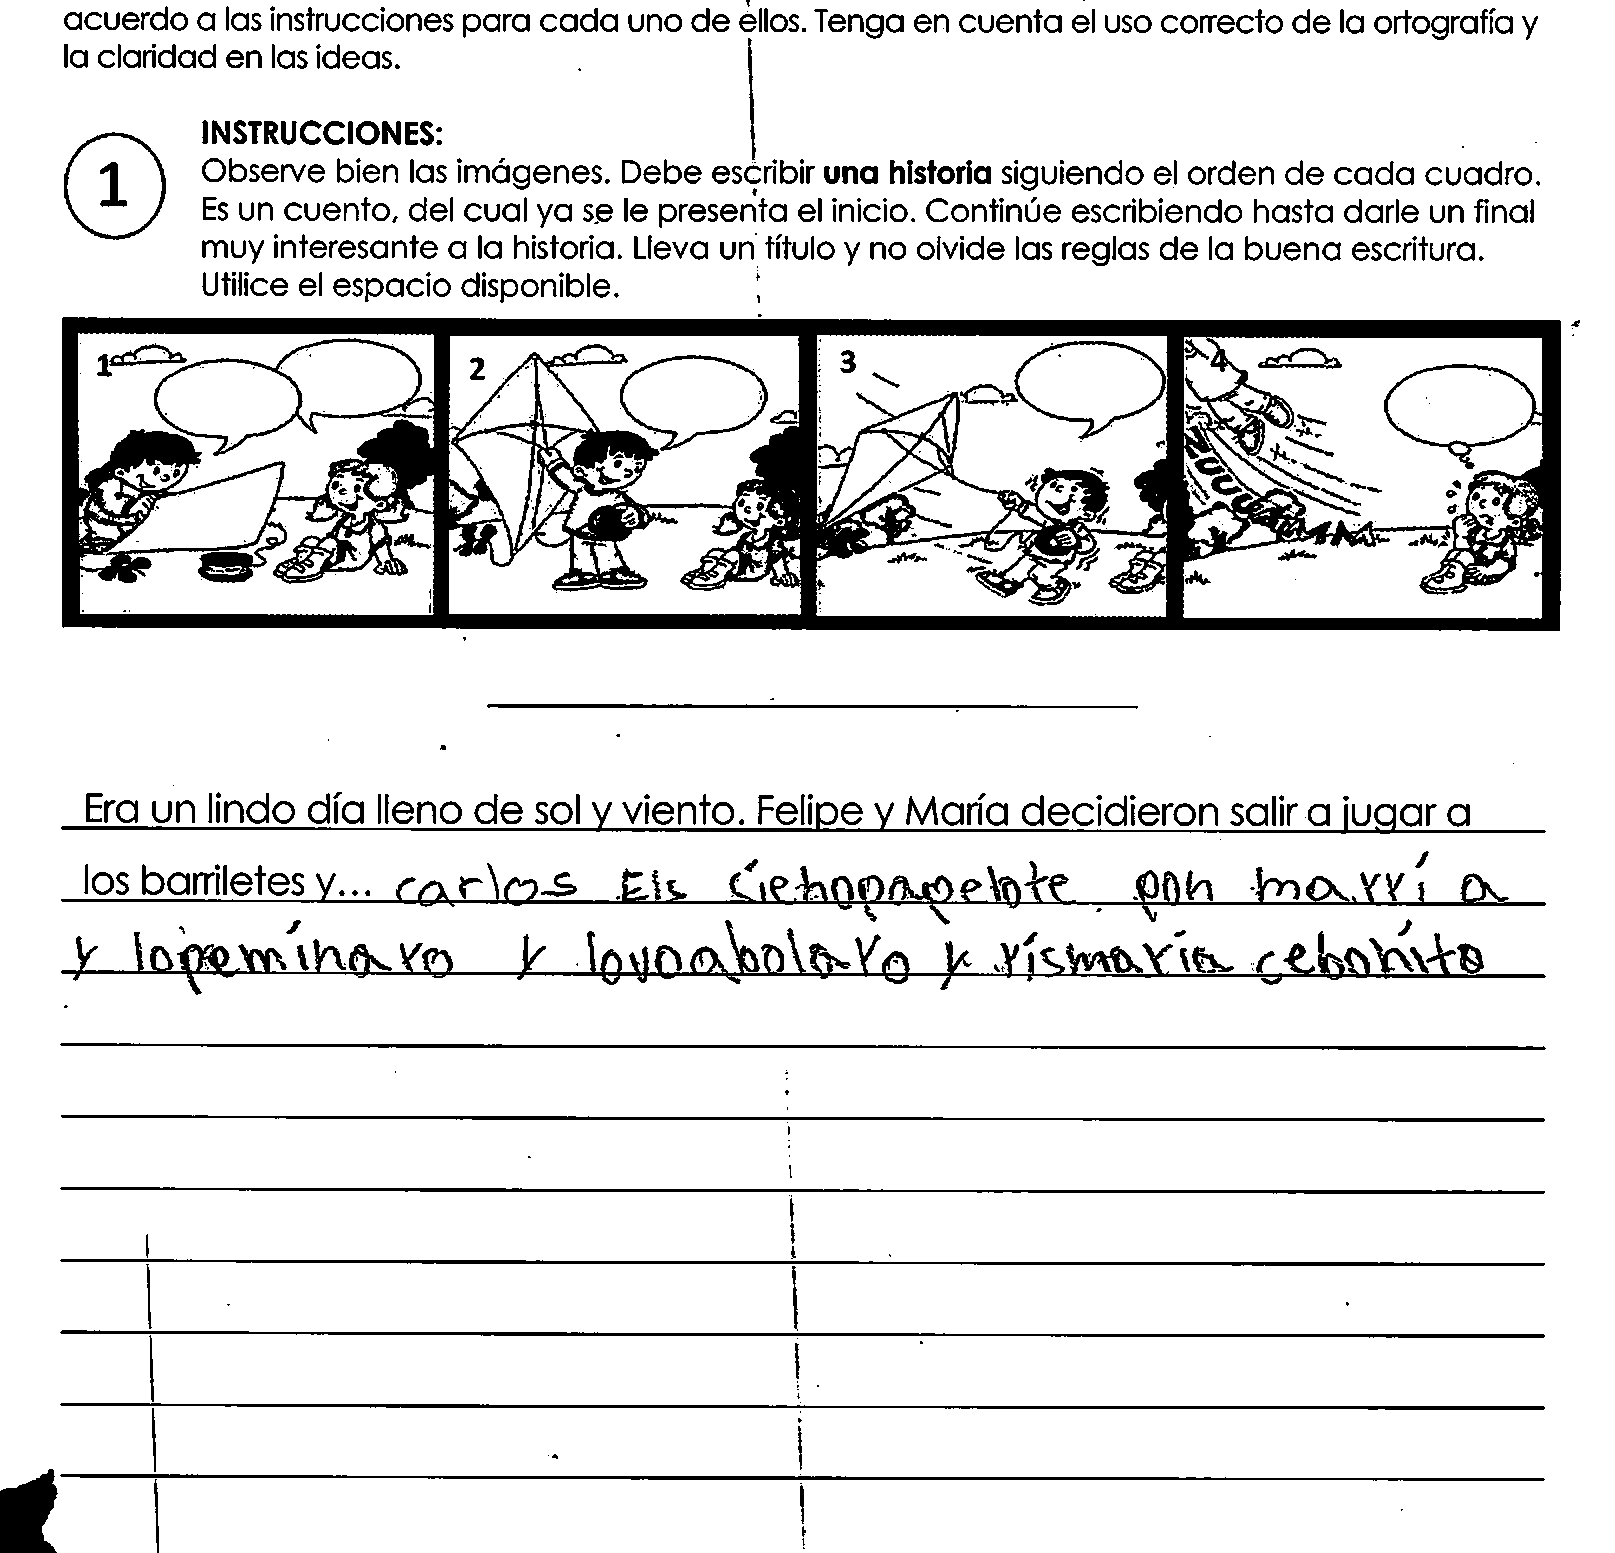 acuerdo a las instrucciones para cada uno de ellos. Tenga en cuenta el uso correcto de la ortografía y
la claridad en las ideas.
1
INSTRUCCIONES:
Observe bien las imágenes. Debe escribir una historia siguiendo el orden de cada cuadro.
Es un cuento, del cual ya se le presenta el inicio. Continúe escribiendo hasta darle un final
muy interesante a la historia. Lleva un título y no olvide las reglas de la buena escritura.
Utilice el espacio disponible.
1 2 3 4
Era un lindo día lleno de sol y viento. Felipe y María decidieron salir a jugar a
los barriletes y... carlos Els marrí a
y lopeminaro y y rismaria cebonito